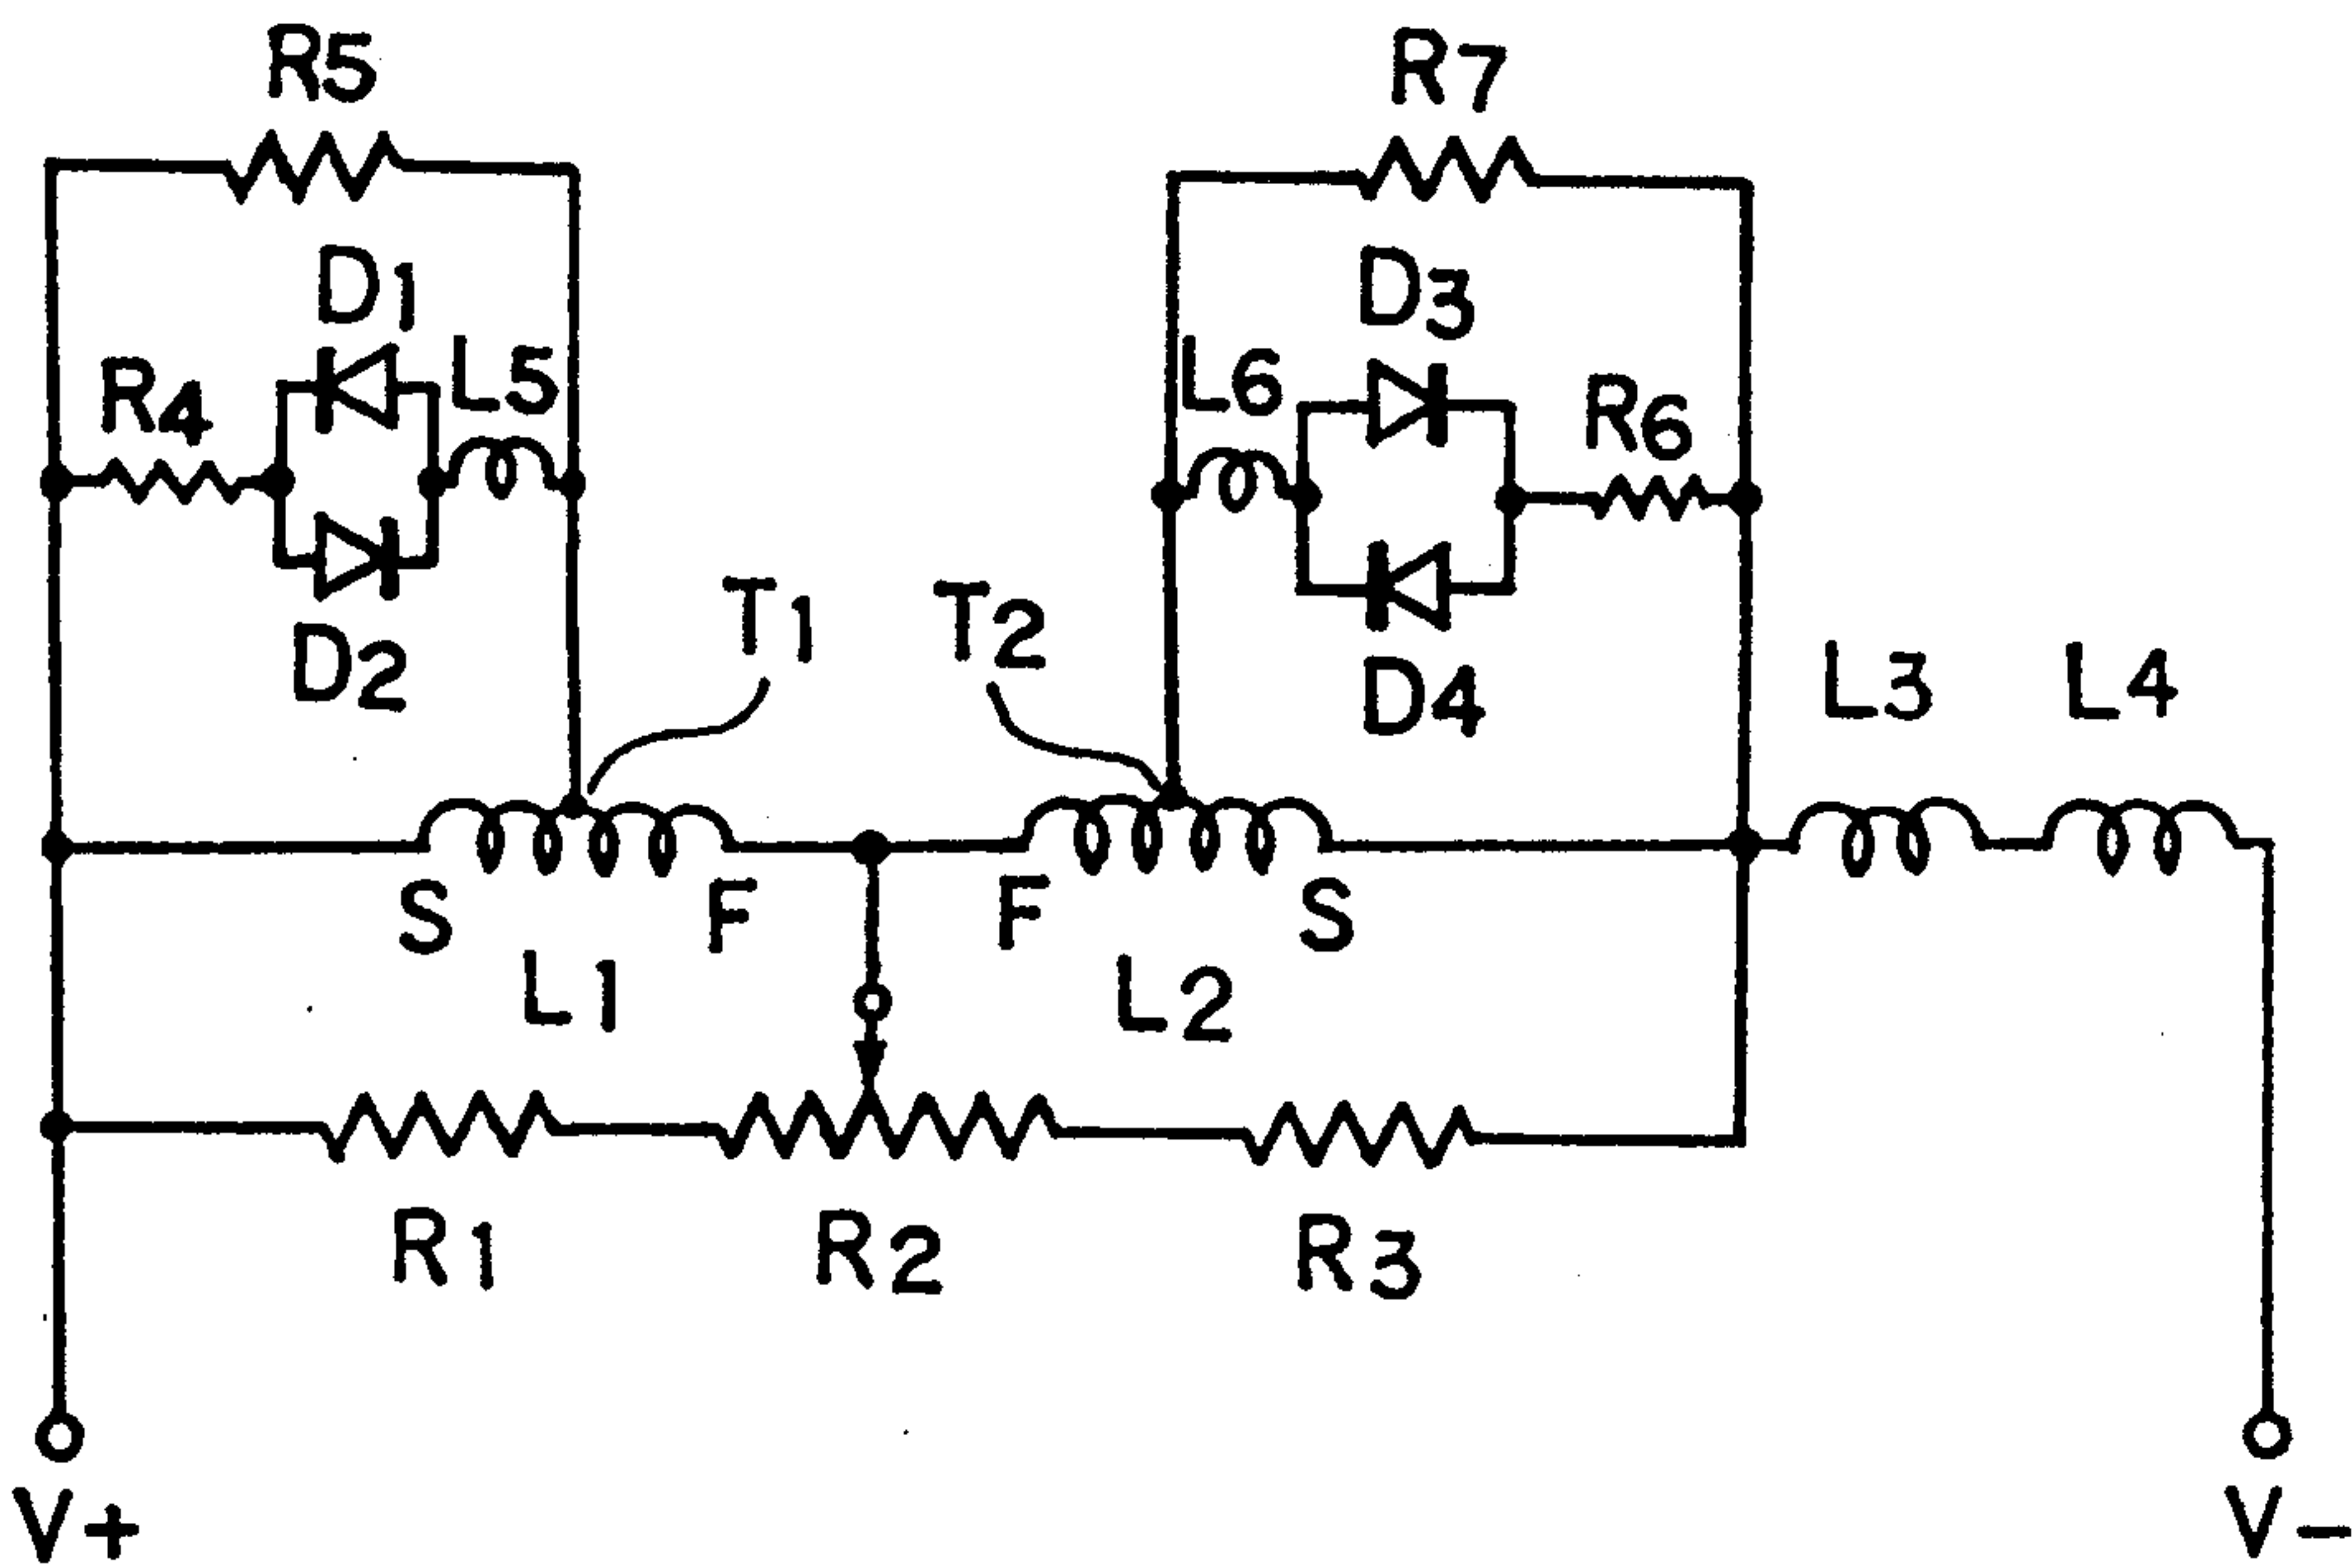 R5
R7
D1
D3
R4
L5
L6
R6
D2
T1
T2
D4
L3
L4
S
F
F
S
L1
L2
R1
R2
R3
V+
V-